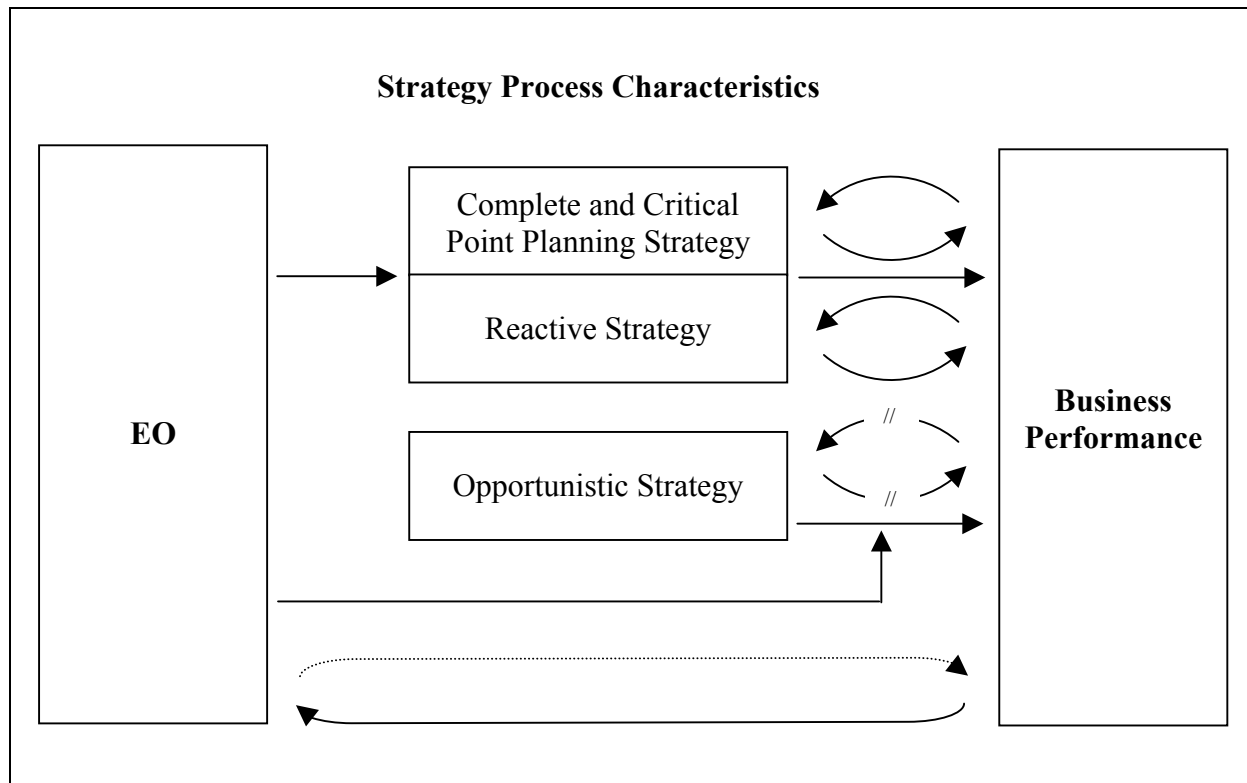 Strategy Process Characteristics
Complete and Critical
Point Planning Strategy
Reactive Strategy
EO
Opportunistic Strategy
//
//
Business
Performance